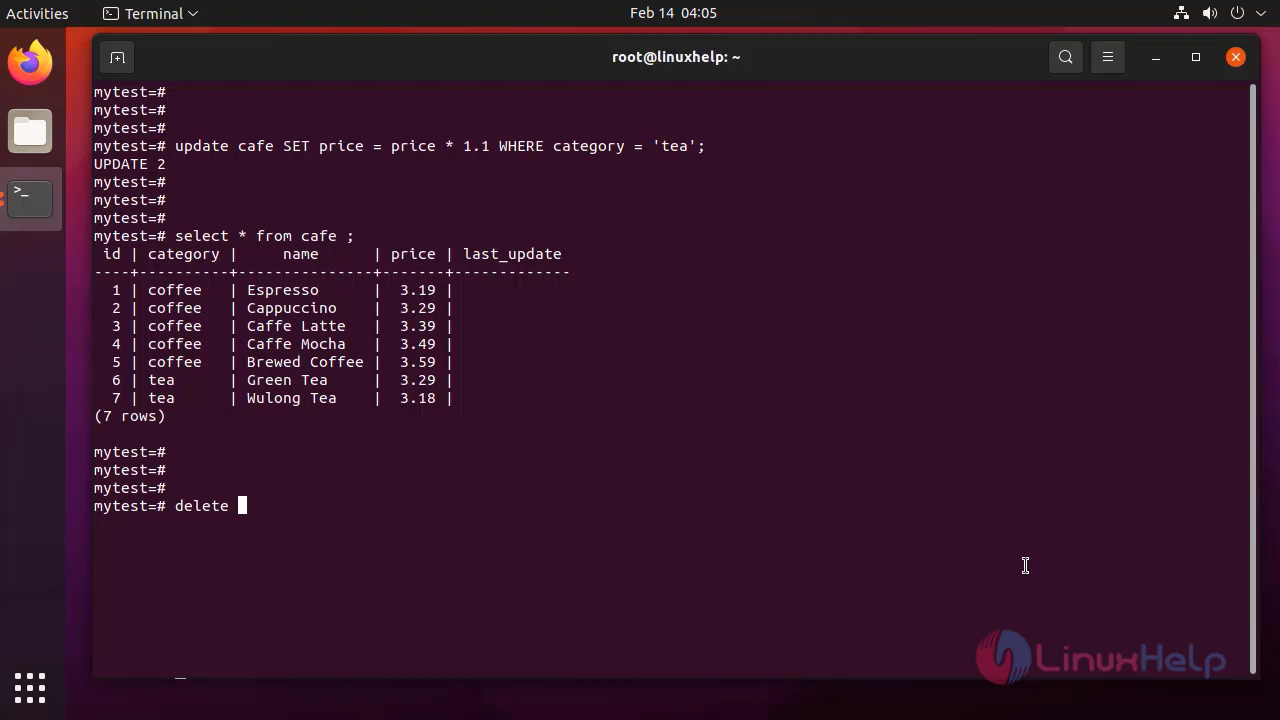 Activities Terminal Feb 14 04:05
root@linuxhelp: ~
mytest=#
mytest=#
mytest=#
mytest=# update cafe SET price = price * 1.1 WHERE category = 'tea';
UPDATE 2
mytest=#
mytest=#
mytest=#
mytest=# select * from cafe ;
 id | category |     name      | price | last_update
----+----------+---------------+-------+-------------
  1 | coffee   | Espresso      |  3.19 |
  2 | coffee   | Cappuccino    |  3.29 |
  3 | coffee   | Caffe Latte   |  3.39 |
  4 | coffee   | Caffe Mocha   |  3.49 |
  5 | coffee   | Brewed Coffee |  3.59 |
  6 | tea      | Green Tea     |  3.29 |
  7 | tea      | Wulong Tea    |  3.18 |
(7 rows)
mytest=#
mytest=#
mytest=#
mytest=# delete
LinuxHelp